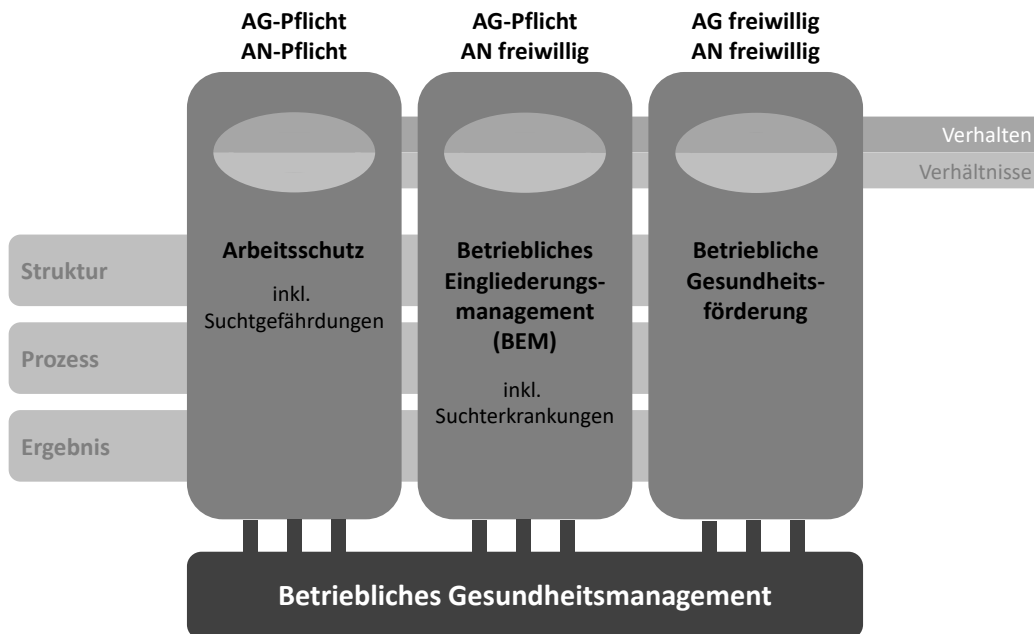 AG-Pflicht
AN-Pflicht
AG-Pflicht
AN freiwillig
AG freiwillig
AN freiwillig
Verhalten
Verhältnisse
Struktur
Prozess
Ergebnis
Arbeitsschutz
inkl.
Suchtgefährdungen
Betriebliches
Eingliederungs-
management
(BEM)
inkl.
Suchterkrankungen
Betriebliche
Gesundheits-
förderung
Betriebliches Gesundheitsmanagement